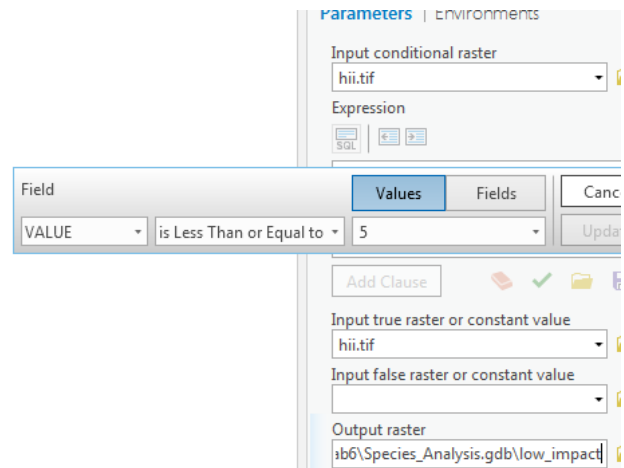 Parameters | Environments
Input conditional raster
hii.tif
Expression
SQL
Field
Values Fields
VALUE is Less Than or Equal to 5
Add Clause
Input true raster or constant value
hii.tif
Input false raster or constant value
Output raster
ab6\Species_Analysis.gdb\low_impact